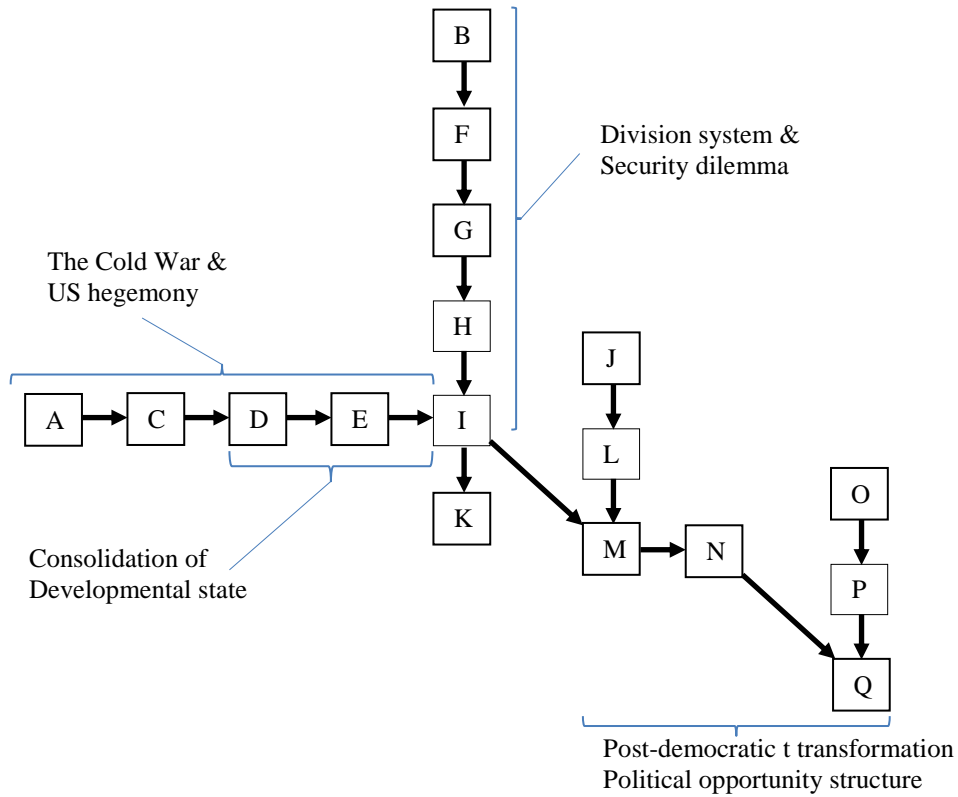 B
F
Division system &
Security dilemma
G
The Cold War &
US hegemony
H
J
A
C
D
E
I
L
O
K
M
N
P
Consolidation of
Developmental state
Q
Post-democratic t transformation
Political opportunity structure